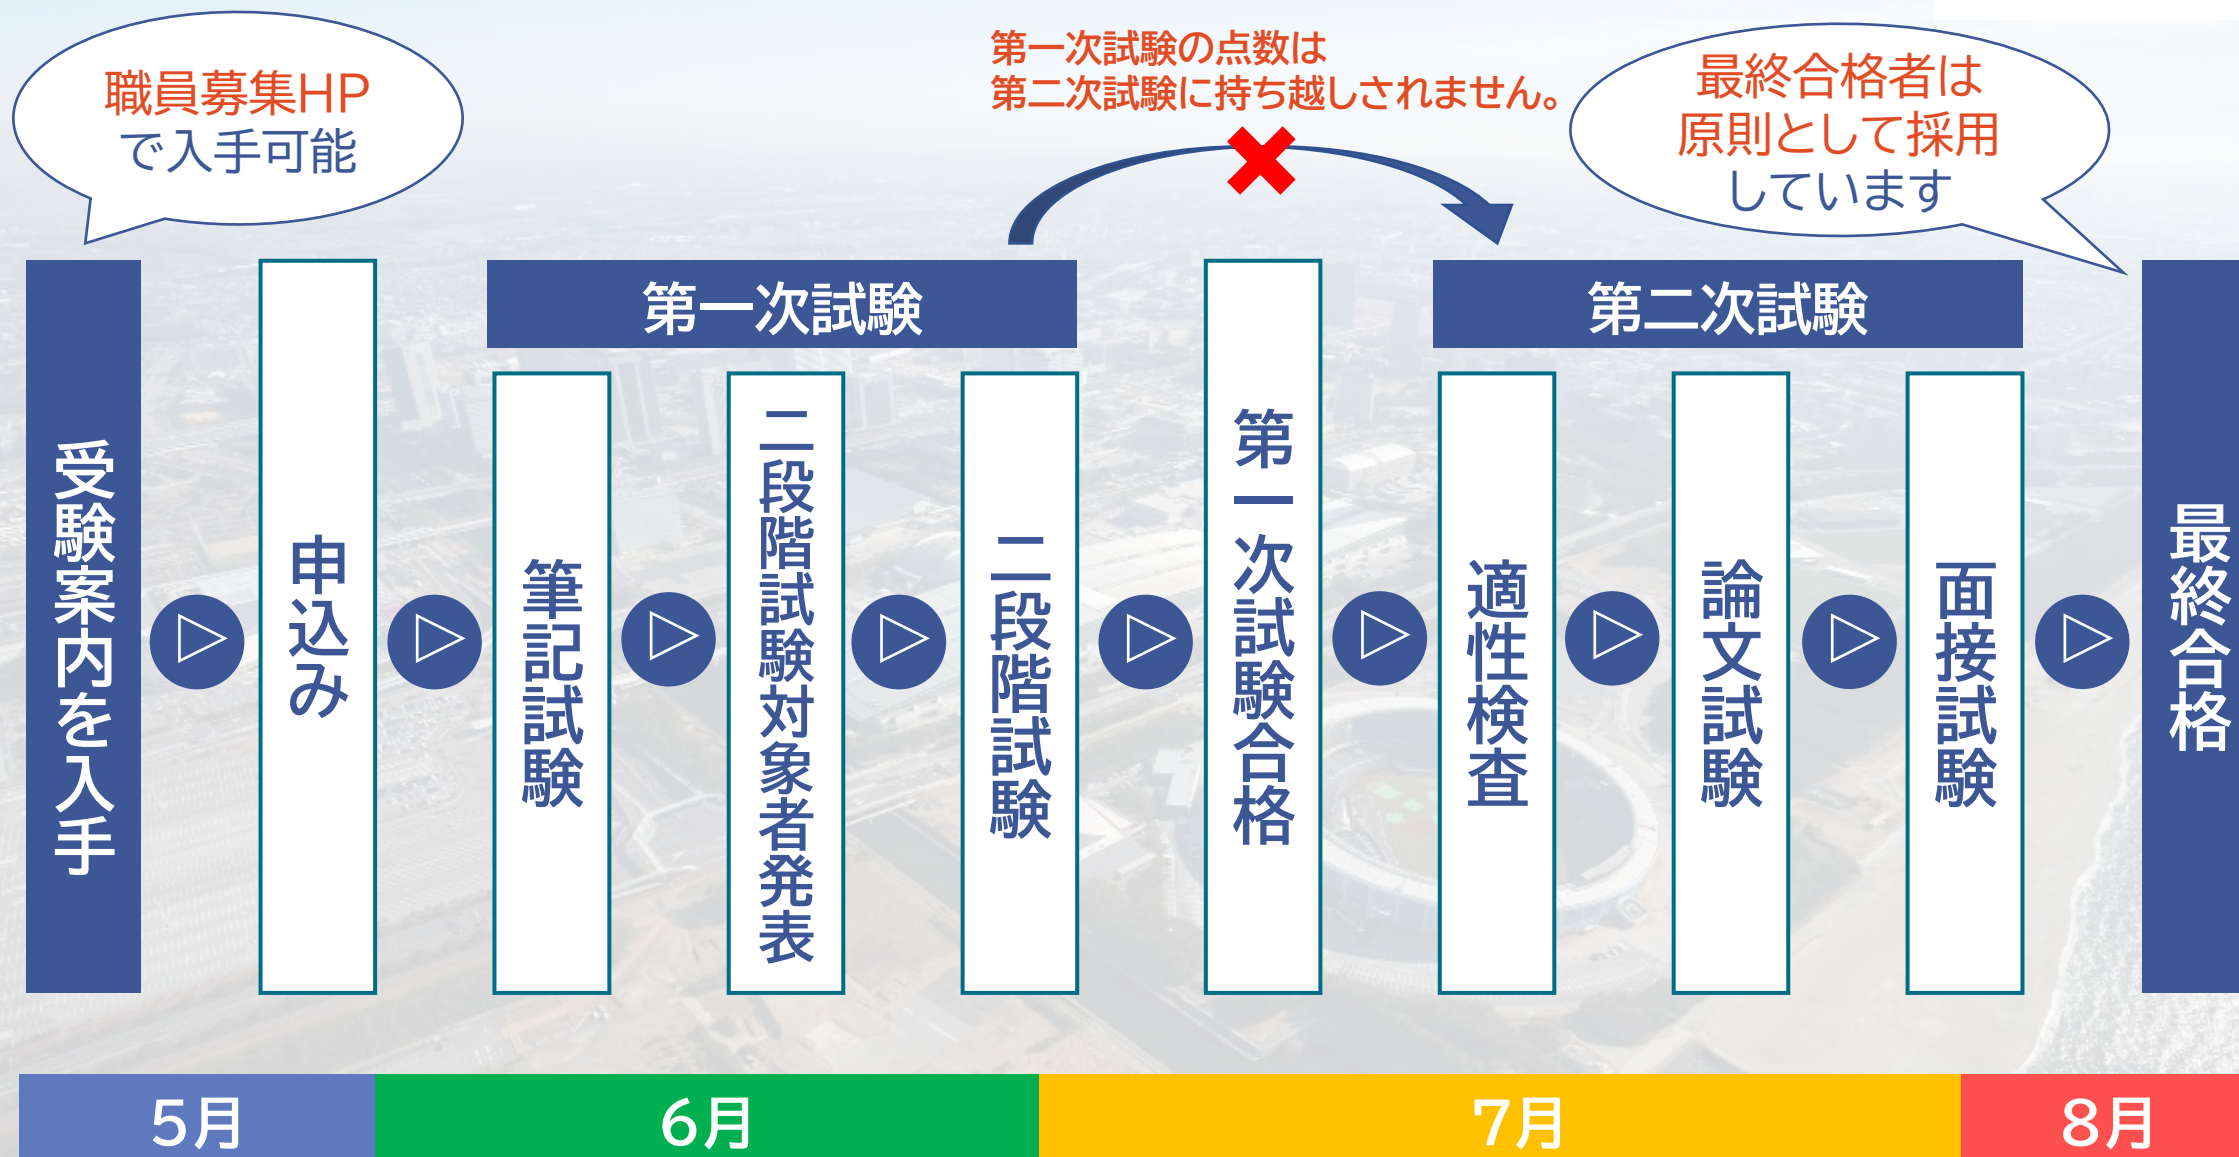 職員募集HP
で入手可能
第一次試験の点数は
第二次試験に持ち越しされません。
最終合格者は
原則として採用
しています
受験案内を入手
申込み
第一次試験
筆記試験
二段階試験対象者発表
二段階試験
第一次試験合格
第二次試験
適性検査
論文試験
面接試験
最終合格
5月
6月
7月
8月